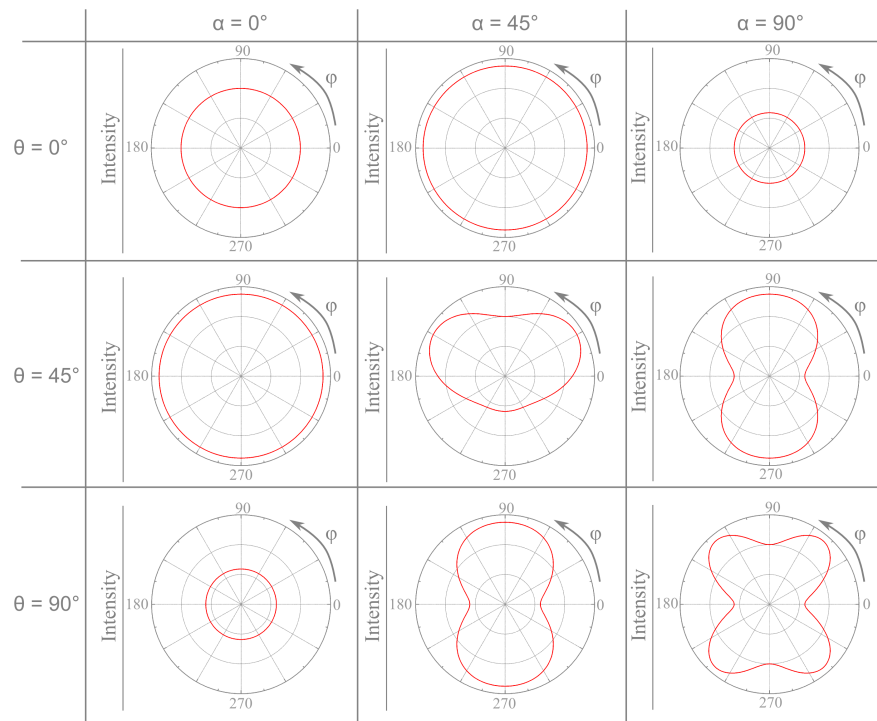 α = 0° α = 45° α = 90°
θ = 0°
Intensity 90 180 0 270 φ
Intensity 90 180 0 270 φ
Intensity 90 180 0 270 φ
θ = 45°
Intensity 90 180 0 270 φ
Intensity 90 180 0 270 φ
Intensity 90 180 0 270 φ
θ = 90°
Intensity 90 180 0 270 φ
Intensity 90 180 0 270 φ
Intensity 90 180 0 270 φ